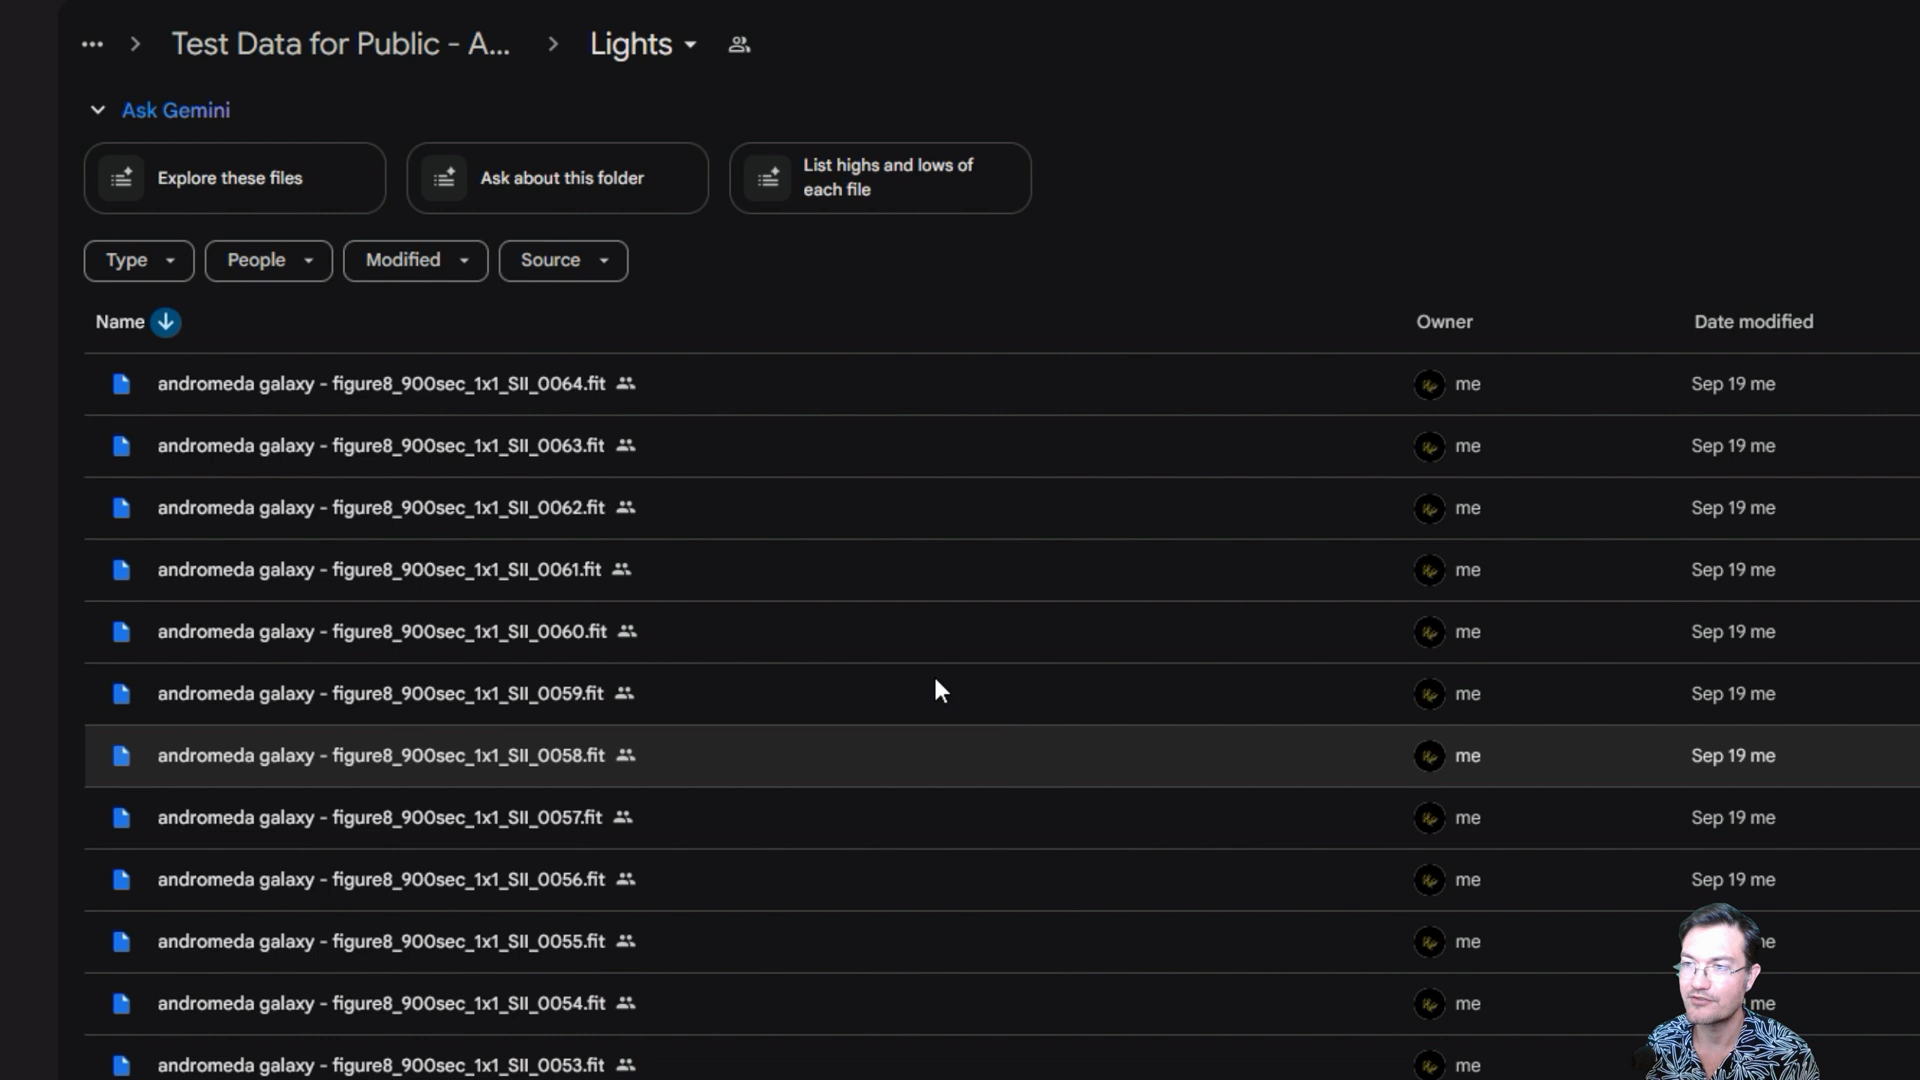 Test Data for Public - A... Lights
Ask Gemini
Explore these files
Ask about this folder
List highs and lows of
each file
Type People Modified Source
Name Owner Date modified
andromeda galaxy - figure8_900sec_1x1_SII_0064.fit me Sep 19 me
andromeda galaxy - figure8_900sec_1x1_SII_0063.fit me Sep 19 me
andromeda galaxy - figure8_900sec_1x1_SII_0062.fit me Sep 19 me
andromeda galaxy - figure8_900sec_1x1_SII_0061.fit me Sep 19 me
andromeda galaxy - figure8_900sec_1x1_SII_0060.fit me Sep 19 me
andromeda galaxy - figure8_900sec_1x1_SII_0059.fit me Sep 19 me
andromeda galaxy - figure8_900sec_1x1_SII_0058.fit me Sep 19 me
andromeda galaxy - figure8_900sec_1x1_SII_0057.fit me Sep 19 me
andromeda galaxy - figure8_900sec_1x1_SII_0056.fit me Sep 19 me
andromeda galaxy - figure8_900sec_1x1_SII_0055.fit me
andromeda galaxy - figure8_900sec_1x1_SII_0054.fit me me
andromeda galaxy - figure8_900sec_1x1_SII_0053.fit me